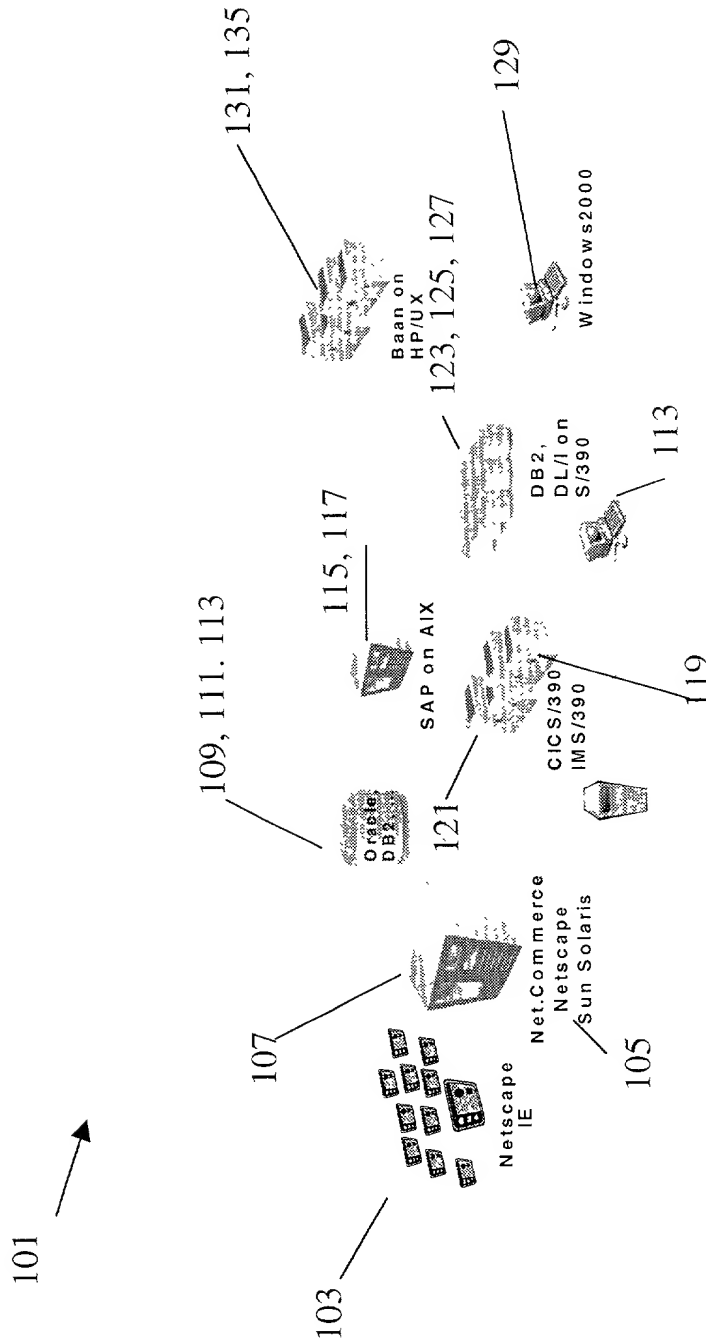 101
103
107
Netscape
IE
105
Net.Commerce
Netscape
Sun Solaris
109, 111. 113
Oracle,
DB2...
121
115, 117
SAP on AIX
CICS/390
IMS/390
119
123, 125, 127
DB2,
DL/I on
S/390
113
131, 135
Baan on
HP/UX
129
Windows2000